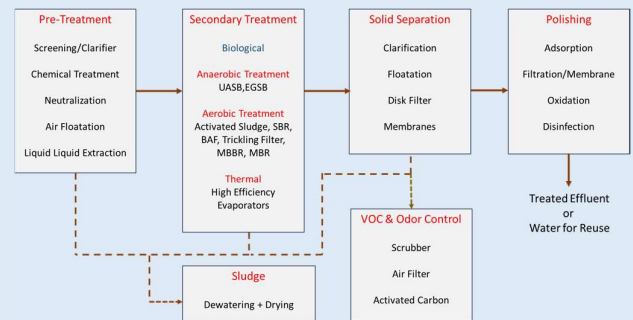 Pre-Treatment
Screening/Clarifier
Chemical Treatment
Neutralization
Air Floatation
Liquid Liquid Extraction
Secondary Treatment
Biological
Anaerobic Treatment
UASB,EGSB
Aerobic Treatment
Activated Sludge, SBR,
BAF, Trickling Filter,
MBBR, MBR
Thermal
High Efficiency
Evaporators
Solid Separation
Clarification
Floatation
Disk Filter
Membranes
Polishing
Adsorption
Filtration/Membrane
Oxidation
Disinfection
Treated Effluent
or
Water for Reuse
VOC & Odor Control
Scrubber
Air Filter
Activated Carbon
Sludge
Dewatering + Drying